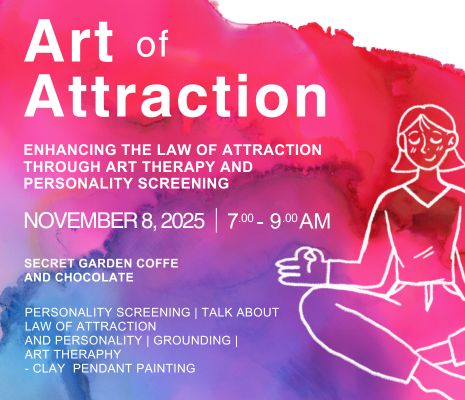 Art of
Attraction
ENHANCING THE LAW OF ATTRACTION
THROUGH ART THERAPY AND
PERSONALITY SCREENING
NOVEMBER 8, 2025 | 7.00 - 9.00 AM
SECRET GARDEN COFFE
AND CHOCOLATE
PERSONALITY SCREENING | TALK ABOUT
LAW OF ATTRACTION
AND PERSONALITY | GROUNDING |
ART THERAPHY
- CLAY PENDANT PAINTING